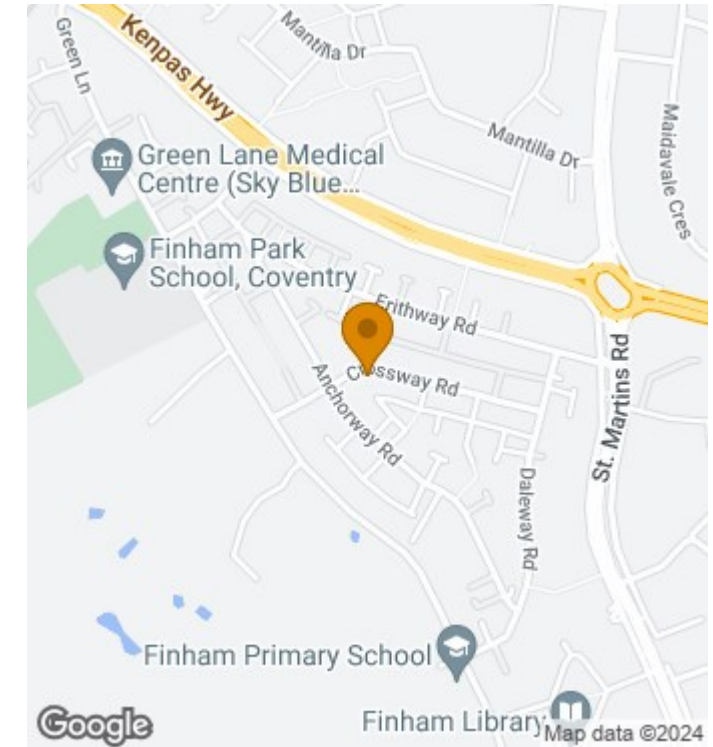 Green Ln
Kenpas Hwy
Mantilla Dr
Mantilla Dr
Maidavale Cres
Green Lane Medical
Centre (Sky Blue...
Finham Park
School, Coventry
Frithway Rd
Crossway Rd
Anchorway Rd
St. Martins Rd
Daleway Rd
Finham Primary School
Finham Library
Google
Map data ©2024